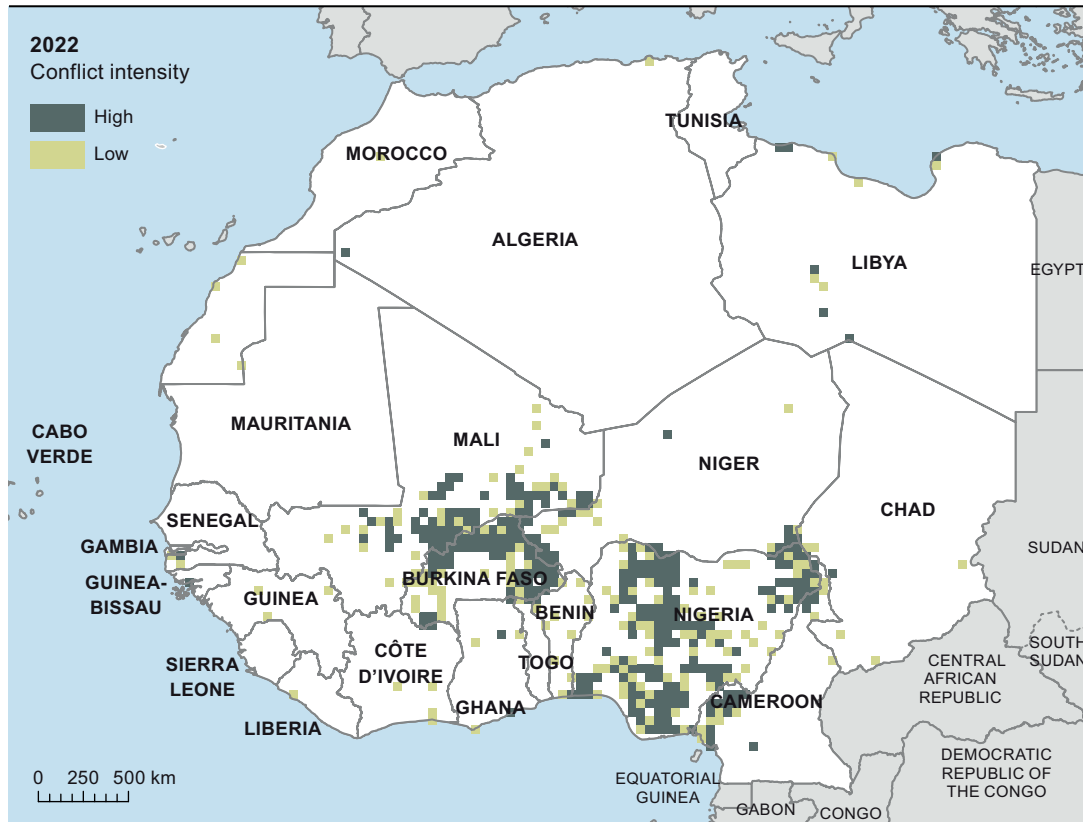 2022
Conflict intensity
High
Low
TUNISIA
MOROCCO
ALGERIA
LIBYA
EGYPT
MAURITANIA
CABO
VERDE
MALI
NIGER
CHAD
SENEGAL
SUDAN
GAMBIA
GUINEA-
BISSAU
GUINEA
BURKINA FASO
BENIN
NIGERIA
CÔTE
D'IVOIRE
TOGO
SIERRA
LEONE
SOUTH
SUDAN
CENTRAL
AFRICAN
REPUBLIC
GHANA
CAMEROON
LIBERIA
0 250 500 km
EQUATORIAL
GUINEA
DEMOCRATIC
REPUBLIC OF
THE CONGO
GABON
CONGO